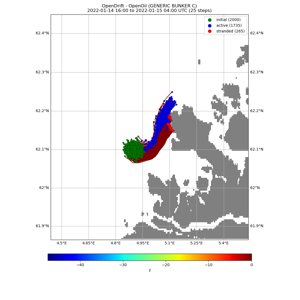 OpenDrift - OpenOil (GENERIC BUNKER C)
2022-01-14 16:00 to 2022-01-15 04:00 UTC (25 steps)
initial (2000)
active (1735)
stranded (265)
62.4°N 62.4°N
62.3°N 62.3°N
62.2°N 62.2°N
62.1°N 62.1°N
62°N 62°N
61.9°N 61.9°N
4.5°E 4.65°E 4.8°E 4.95°E 5.1°E 5.25°E 5.4°E
−40 −30 −20 −10 0